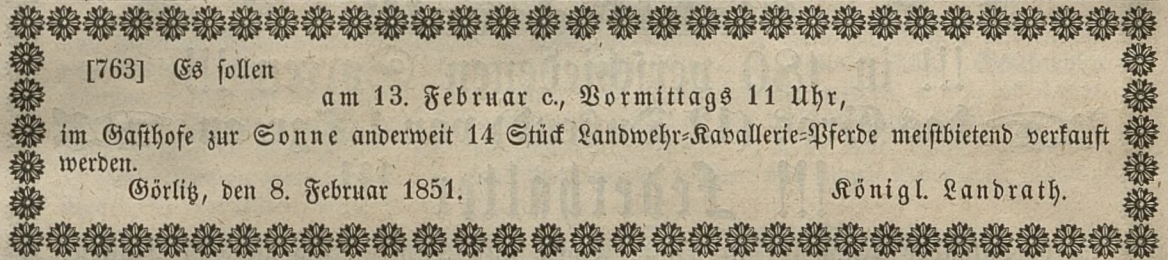 [763] Es sollen
am 13. Februar c., Vormittags 11 Uhr,
im Gasthofe zur Sonne anderweit 14 Stück Landwehr-Kavallerie-Pferde meistbietend verkauft
werden.
Görlitz, den 8. Februar 1851. Königl. Landrath.